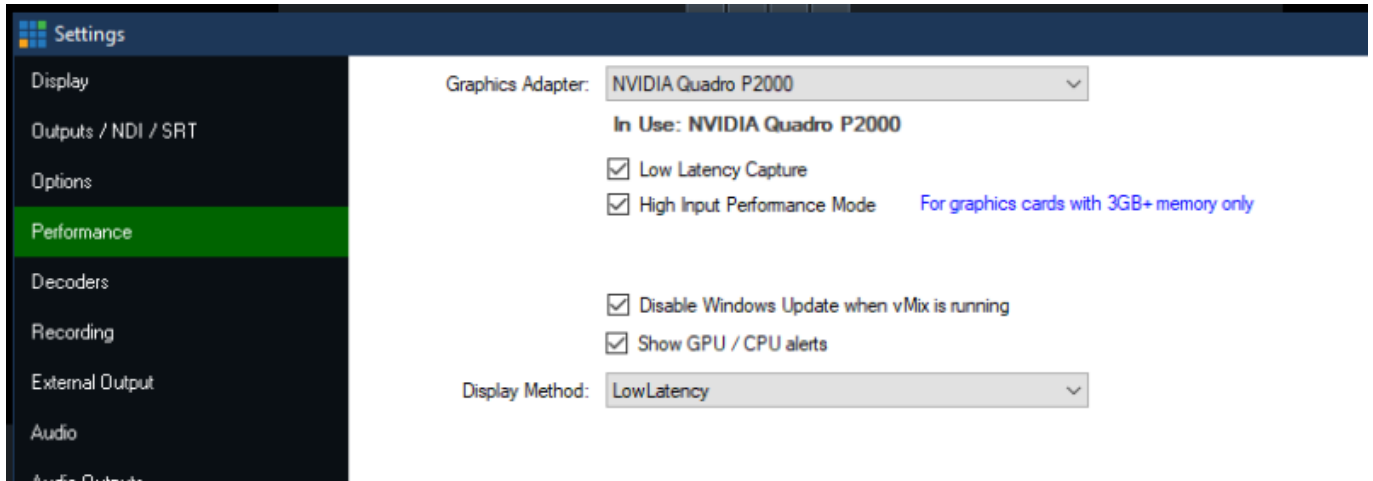 Settings
Display
Outputs / NDI / SRT
Options
Performance
Decoders
Recording
External Output
Audio
Audio Outputs
Graphics Adapter: NVIDIA Quadro P2000
In Use: NVIDIA Quadro P2000
Low Latency Capture
High Input Performance Mode For graphics cards with 3GB+ memory only
Disable Windows Update when vMix is running
Show GPU / CPU alerts
Display Method: LowLatency